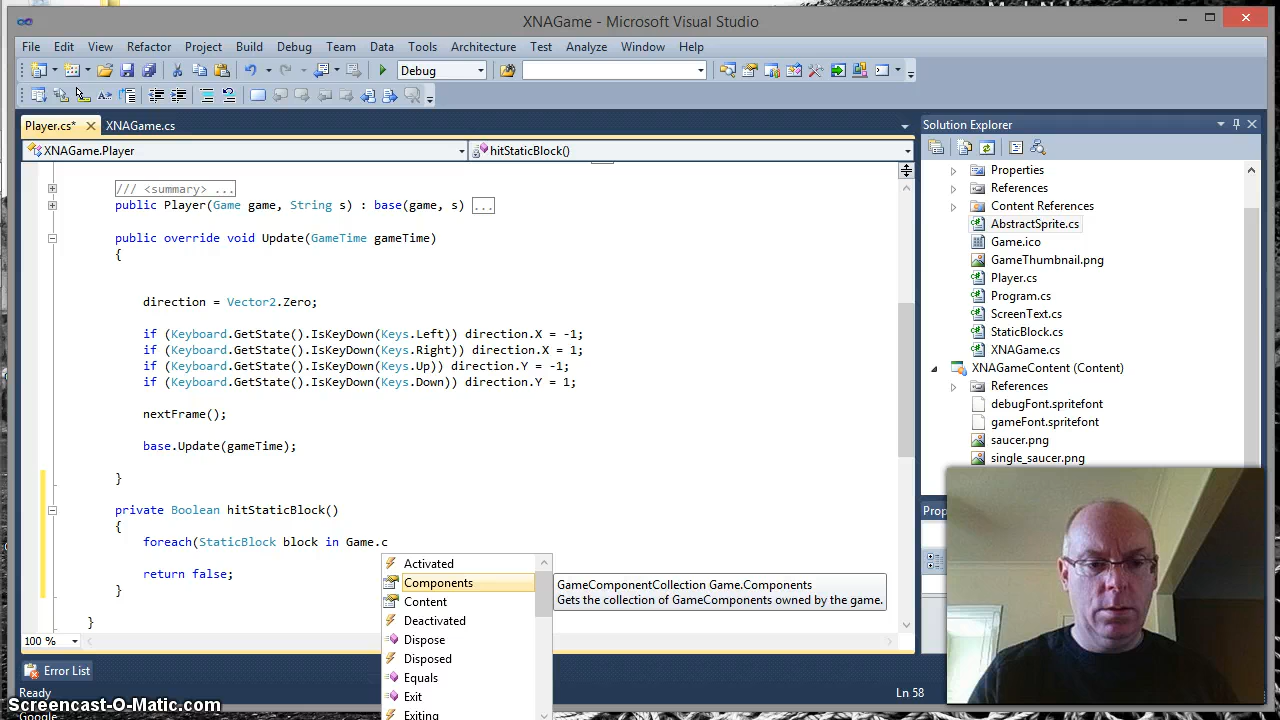 XNAGame - Microsoft Visual Studio
File Edit View Refactor Project Build Debug Team Data Tools Architecture Test Analyze Window Help
Debug
Player.cs* XNAGame.cs
XNAGame.Player hitStaticBlock()
/// <summary> ...
public Player(Game game, String s) : base(game, s) ...
public override void Update(GameTime gameTime)
{
direction = Vector2.Zero;
if (Keyboard.GetState().IsKeyDown(Keys.Left)) direction.X = -1;
if (Keyboard.GetState().IsKeyDown(Keys.Right)) direction.X = 1;
if (Keyboard.GetState().IsKeyDown(Keys.Up)) direction.Y = -1;
if (Keyboard.GetState().IsKeyDown(Keys.Down)) direction.Y = 1;
nextFrame();
base.Update(gameTime);
}
private Boolean hitStaticBlock()
{
foreach(StaticBlock block in Game.c
return false;
}
}
Activated
Components
Content
Deactivated
Dispose
Disposed
Equals
Exit
Exiting
GameComponentCollection Game.Components
Gets the collection of GameComponents owned by the game.
100 %
Error List
Ready
Ln 58
Solution Explorer
Properties
References
Content References
AbstractSprite.cs
Game.ico
GameThumbnail.png
Player.cs
Program.cs
ScreenText.cs
StaticBlock.cs
XNAGame.cs
XNAGameContent (Content)
References
debugFont.spritefont
gameFont.spritefont
saucer.png
single_saucer.png
Prop
Screencast-O-Matic.com